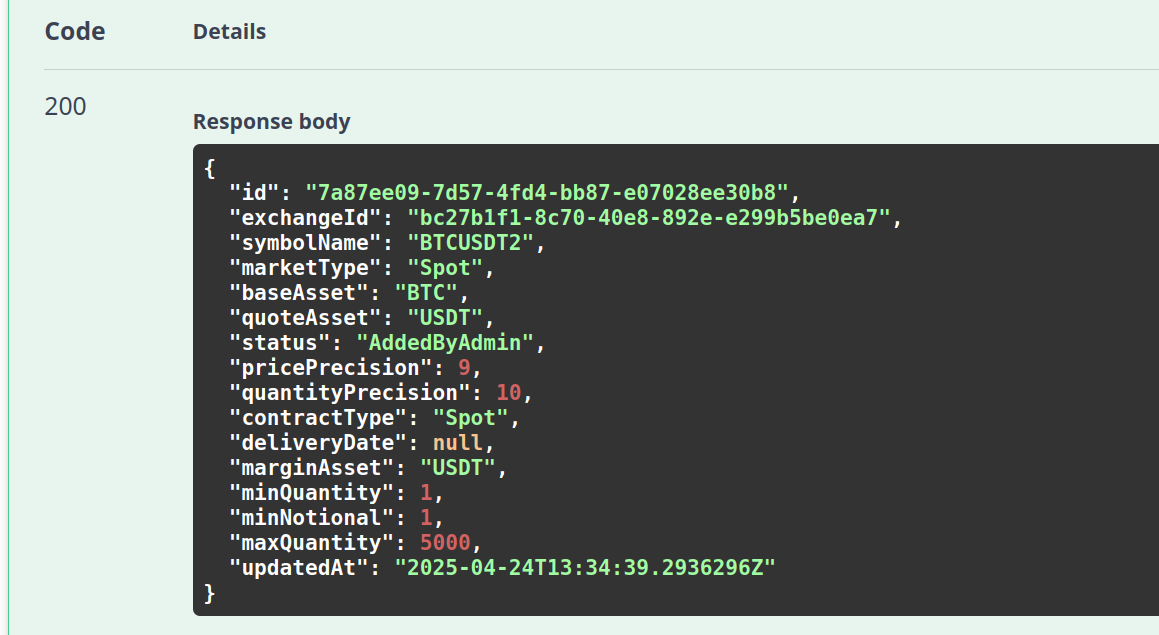 Code Details
200
Response body
{
"id": "7a87ee09-7d57-4fd4-bb87-e07028ee30b8",
"exchangeId": "bc27b1f1-8c70-40e8-892e-e299b5be0ea7",
"symbolName": "BTCUSDT2",
"marketType": "Spot",
"baseAsset": "BTC",
"quoteAsset": "USDT",
"status": "AddedByAdmin",
"pricePrecision": 9,
"quantityPrecision": 10,
"contractType": "Spot",
"deliveryDate": null,
"marginAsset": "USDT",
"minQuantity": 1,
"minNotional": 1,
"maxQuantity": 5000,
"updatedAt": "2025-04-24T13:34:39.2936296Z"
}